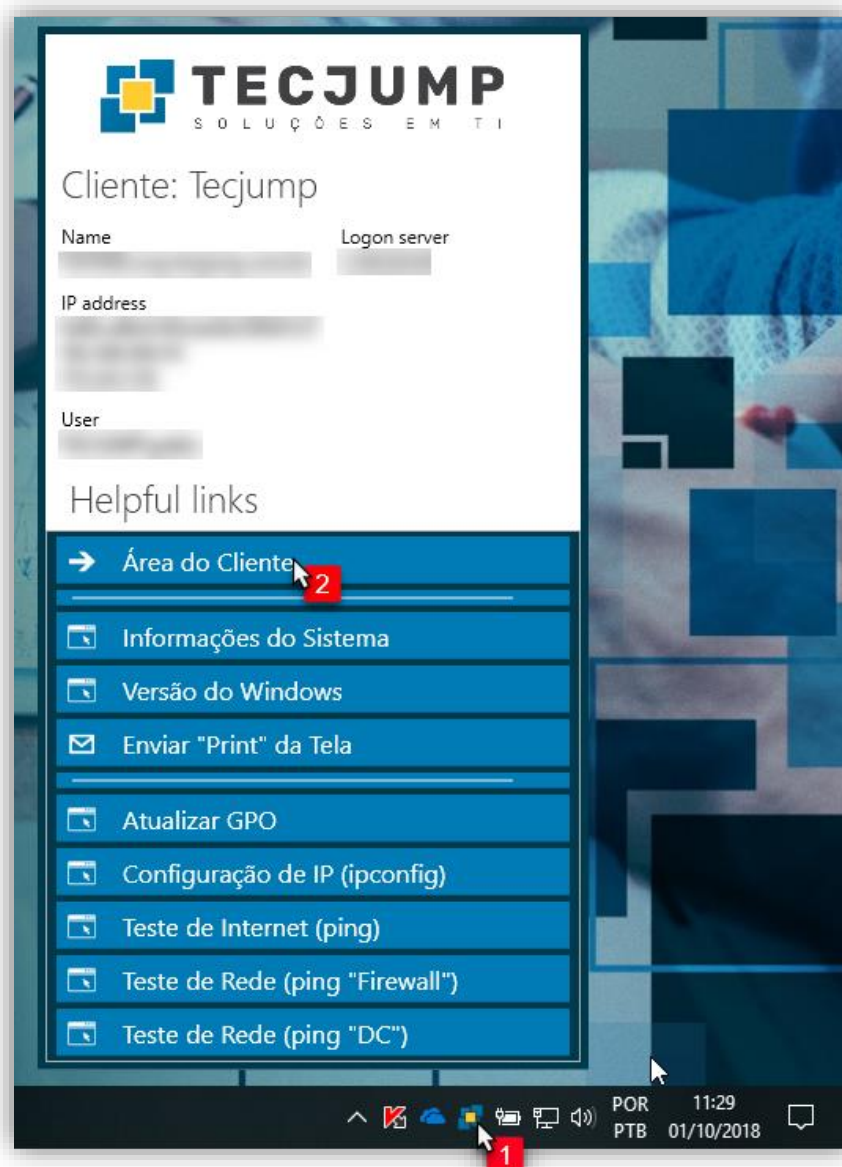 TECJUMP
SOLUÇÕES EM TI
Cliente: Tecjump
Name Logon server
IP address
User
Helpful links
Área do Cliente
2
Informações do Sistema
Versão do Windows
Enviar "Print" da Tela
Atualizar GPO
Configuração de IP (ipconfig)
Teste de Internet (ping)
Teste de Rede (ping "Firewall")
Teste de Rede (ping "DC")
POR 11:29
PTB 01/10/2018
1